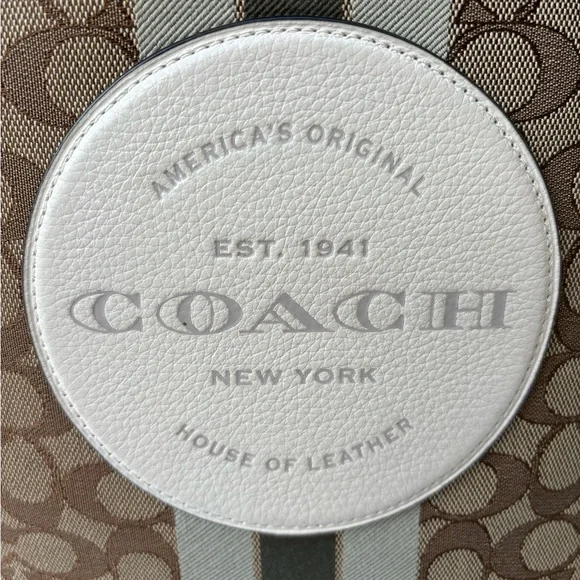 AMERICA'S ORIGINAL
EST. 1941
COACH
NEW YORK
HOUSE OF LEATHER